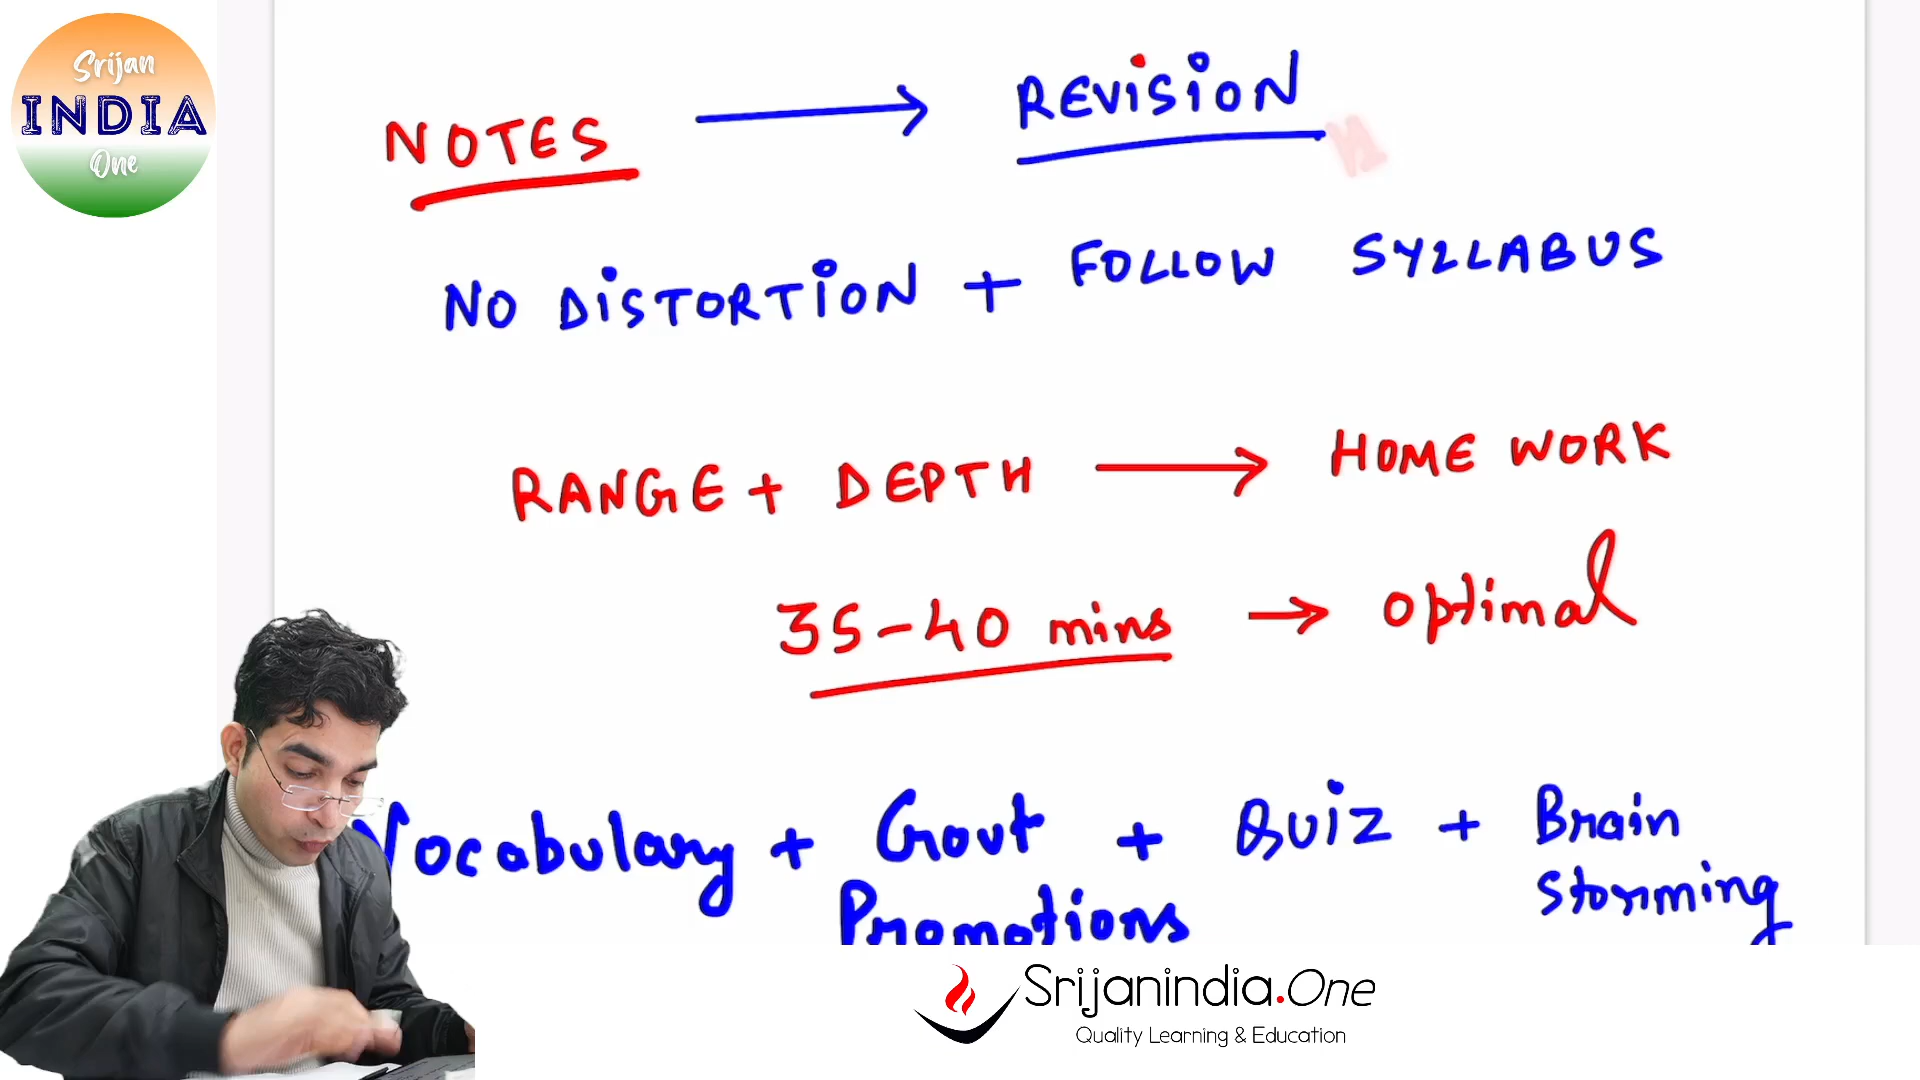 Srijan
INDIA
One
NOTES → REVISION
NO DISTORTION + FOLLOW SYLLABUS
RANGE + DEPTH → HOME WORK
35-40 mins → optimal
Vocabulary + Govt Promotions + QUIZ + Brain storming
Srijanindia.One
Quality Learning & Education